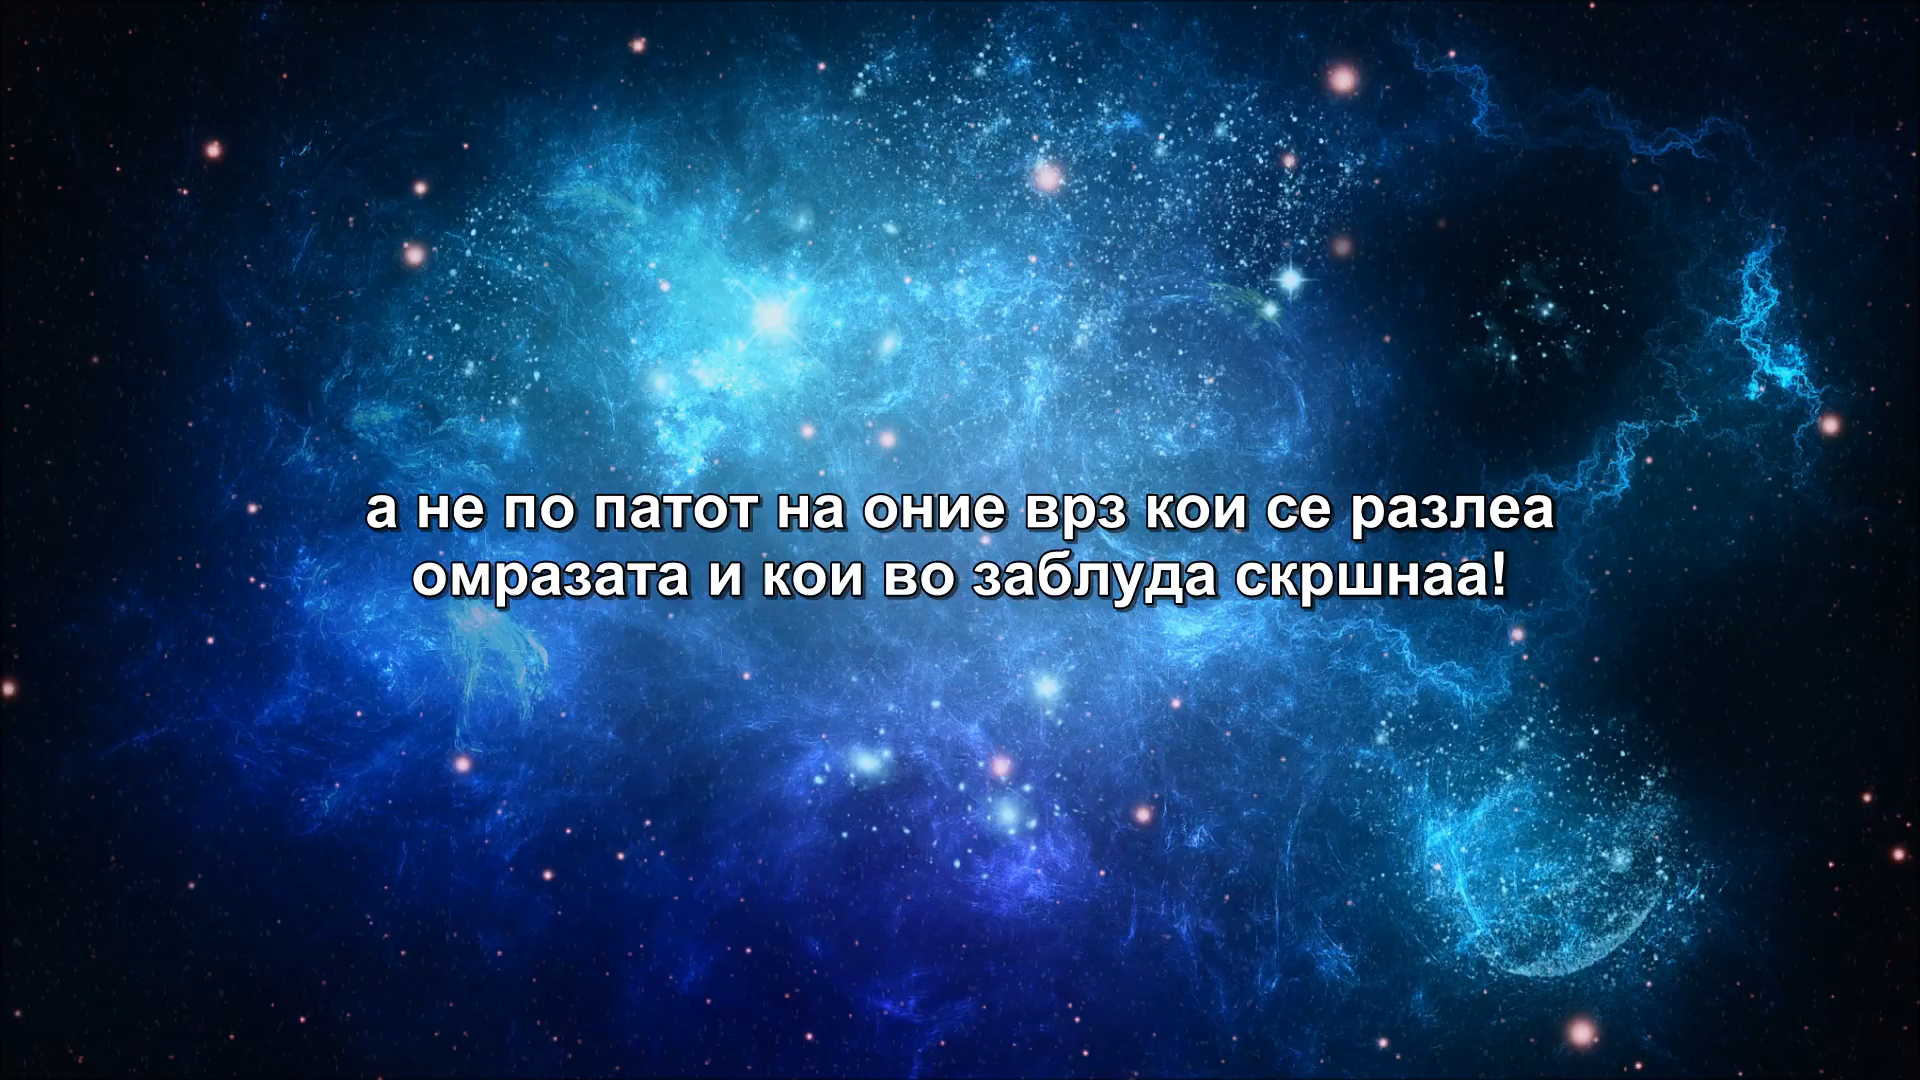 а не по патот на оние врз кои се разлеа
омразата и кои во заблуда скршнаа!